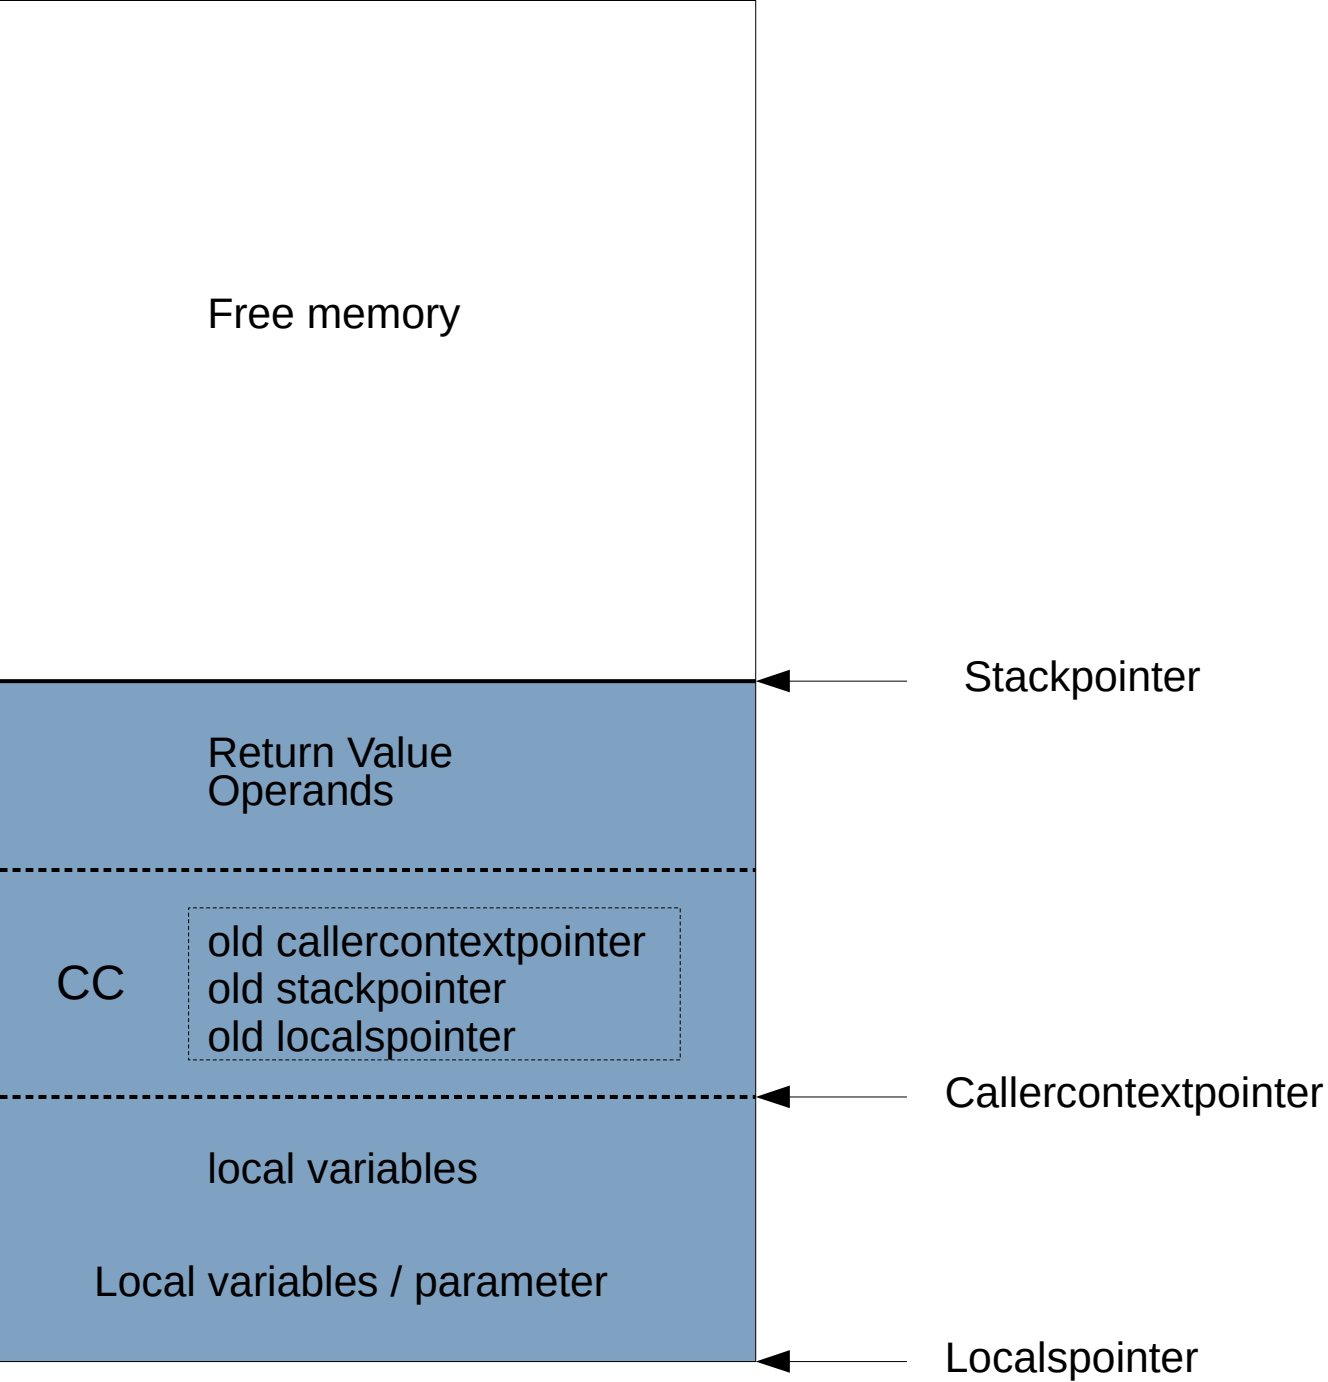 Free memory
Stackpointer
Return Value
Operands
old callercontextpointer
CC
old stackpointer
old localspointer
Callercontextpointer
local variables
Local variables / parameter
Localspointer